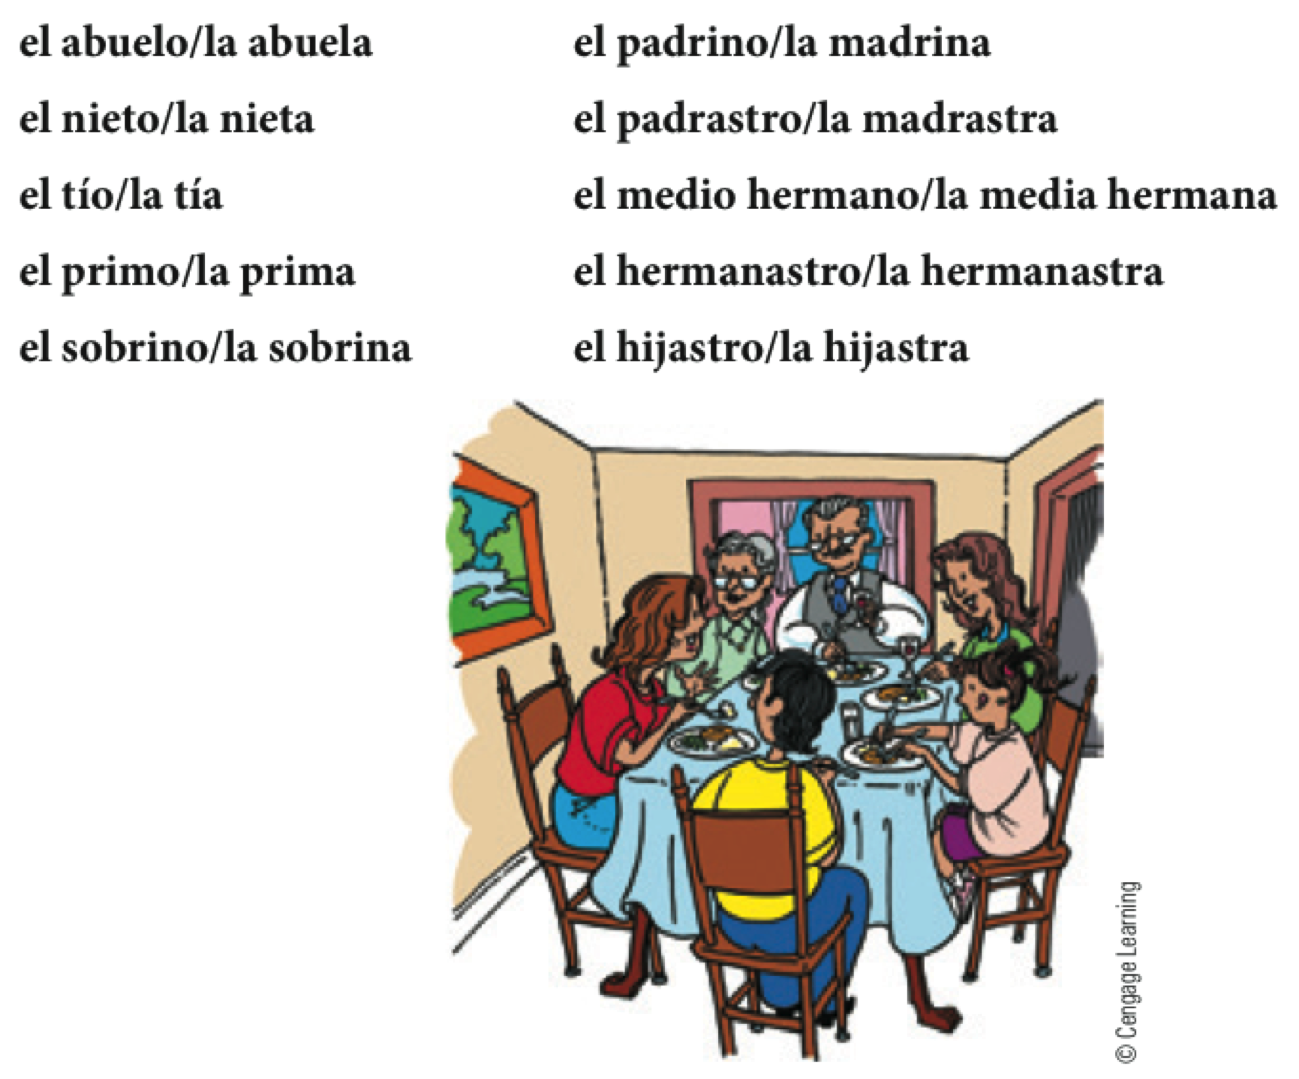 el abuelo/la abuela
el nieto/la nieta
el tío/la tía
el primo/la prima
el sobrino/la sobrina
el padrino/la madrina
el padrastro/la madrastra
el medio hermano/la media hermana
el hermanastro/la hermanastra
el hijastro/la hijastra
© Cengage Learning